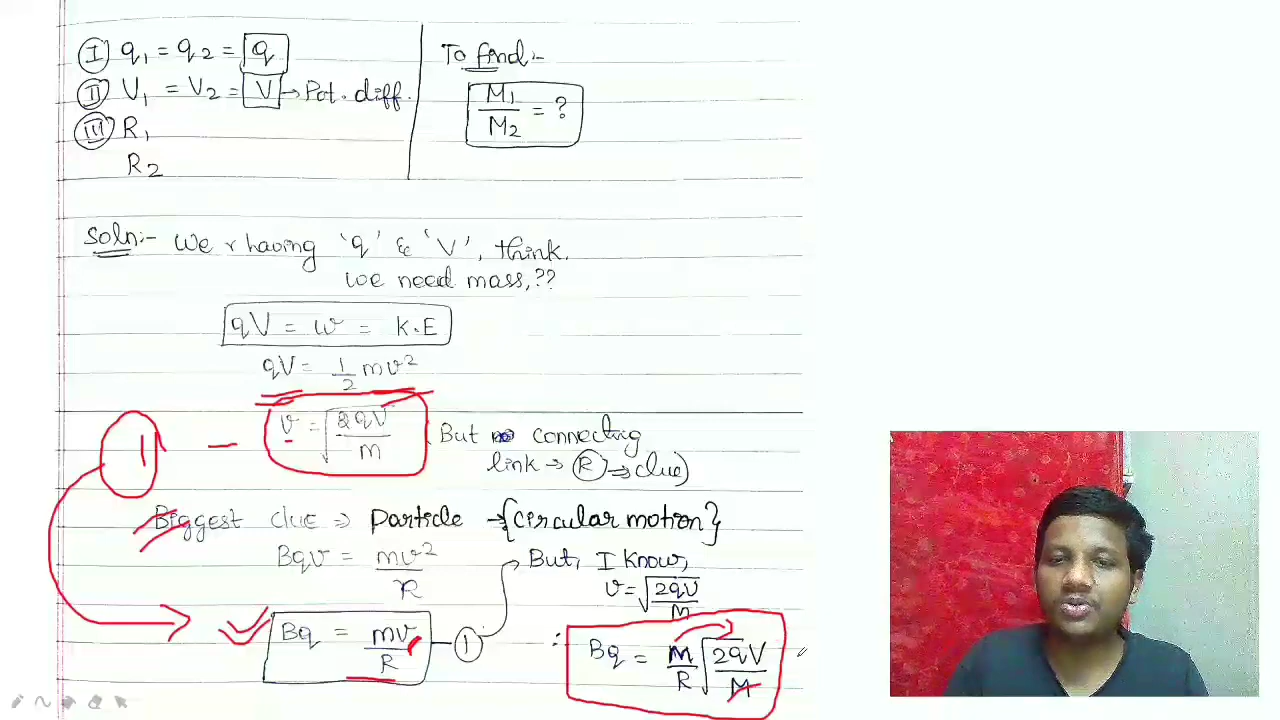 I q1 = q2 = q
II V1 = V2 = V → Pot. diff.
III R1
R2
To find:-
M1/M2 = ?
Soln:- We r having 'q' & 'V', think.
we need mass,??
qV = w = K.E
qV = 1/2 mv²
1 - v = √(2qV/m) But no connecting
link → R → clue)
Biggest clue ⇒ Particle → {circular motion}
Bqv = mv²/R
But, I know,
v = √(2qV/M)
Bq = mv/R - 1
∴ Bq = M/R √(2qV/M)